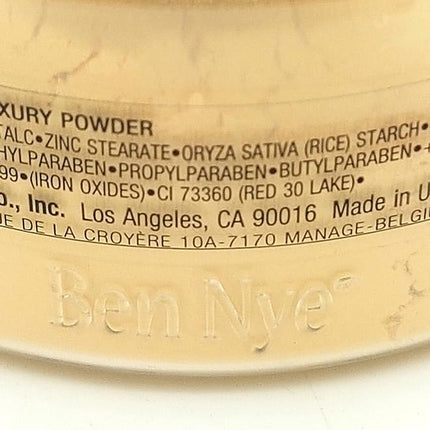 XURY POWDER
TALC•ZINC STEARATE•ORYZA SATIVA (RICE) STARCH•
HYLPARABEN•PROPYLPARABEN•BUTYLPARABEN•+
99•(IRON OXIDES)•CI 73360 (RED 30 LAKE)•
o., Inc. Los Angeles, CA 90016 Made in U
UE DE LA CROYÈRE 10A-7170 MANAGE-BELGI
Ben Nye